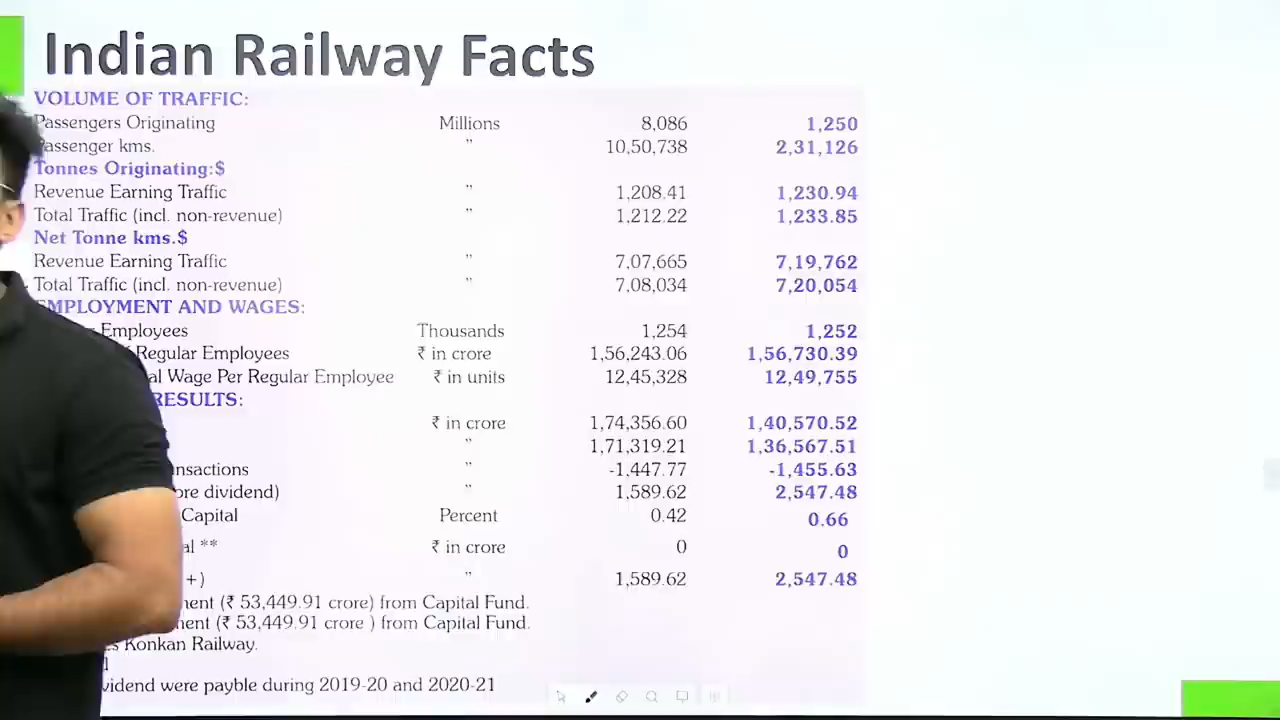 Indian Railway Facts
VOLUME OF TRAFFIC:
Passengers Originating Millions 8,086 1,250
Passenger kms. " 10,50,738 2,31,126
Tonnes Originating:$
Revenue Earning Traffic " 1,208.41 1,230.94
Total Traffic (incl. non-revenue) " 1,212.22 1,233.85
Net Tonne kms.$
Revenue Earning Traffic " 7,07,665 7,19,762
Total Traffic (incl. non-revenue) " 7,08,034 7,20,054
EMPLOYMENT AND WAGES:
Employees Thousands 1,254 1,252
Regular Employees ₹ in crore 1,56,243.06 1,56,730.39
al Wage Per Regular Employee ₹ in units 12,45,328 12,49,755
RESULTS:
₹ in crore 1,74,356.60 1,40,570.52
" 1,71,319.21 1,36,567.51
nsactions " -1,447.77 -1,455.63
ore dividend) " 1,589.62 2,547.48
Capital Percent 0.42 0.66
al ** ₹ in crore 0 0
+) " 1,589.62 2,547.48
nent (₹ 53,449.91 crore) from Capital Fund.
nent (₹ 53,449.91 crore ) from Capital Fund.
s Konkan Railway.
vidend were payble during 2019-20 and 2020-21